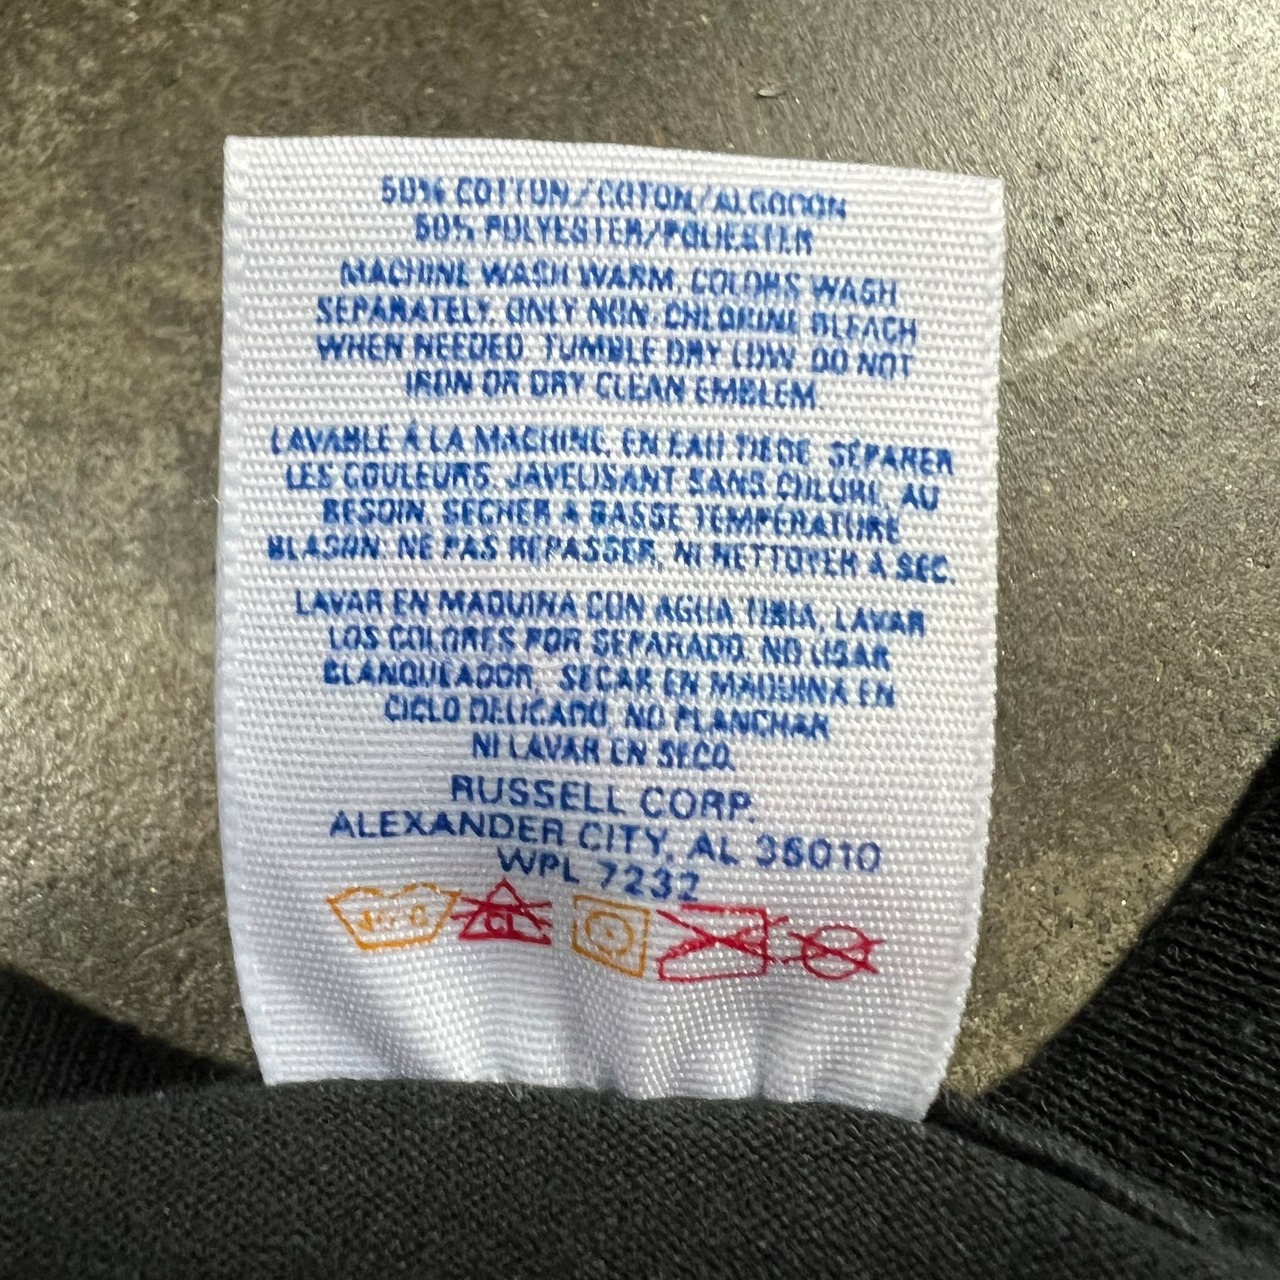 50% COTTON/COTON/ALGODON
50% POLYESTER/POLIESTER
MACHINE WASH WARM, COLORS WASH
SEPARATELY. ONLY NON-CHLORINE BLEACH
WHEN NEEDED. TUMBLE DRY LOW. DO NOT
IRON OR DRY CLEAN EMBLEM
LAVABLE À LA MACHINE, EN EAU TIEDE, SÉPARER
LES COULEURS. JAVELISANT SANS CHLORE, AU
BESOIN. SECHER A BASSE TEMPÉRATURE
BLASON: NE PAS REPASSER, NI NETTOYER A SEC.
LAVAR EN MAQUINA CON AGUA TIBIA, LAVAR
LOS COLORES POR SEPARADO. NO USAR
BLANQUEADOR. SECAR EN MAQUINA EN
CICLO DELICADO, NO PLANCHAR
NI LAVAR EN SECO.
RUSSELL CORP.
ALEXANDER CITY, AL 35010
WPL 7232
CL